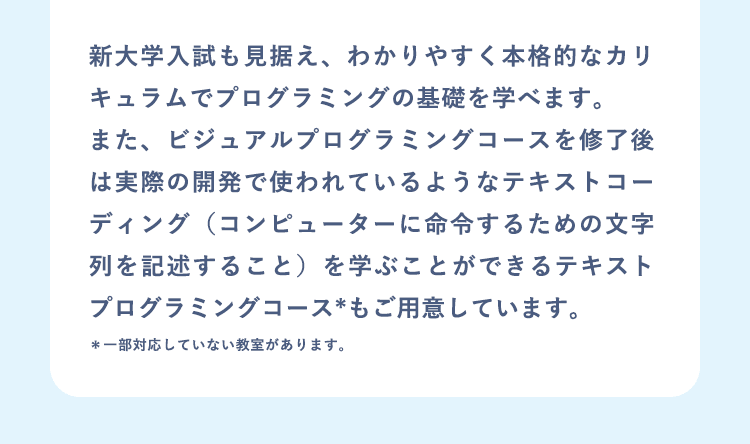 新大学入試も見据え、わかりやすく本格的なカリ
キュラムでプログラミングの基礎を学べます。
また、ビジュアルプログラミングコースを修了後
は実際の開発で使われているようなテキストコー
ディング（コンピューターに命令するための文字
列を記述すること）を学ぶことができるテキスト
プログラミングコース*もご用意しています。
＊一部対応していない教室があります。